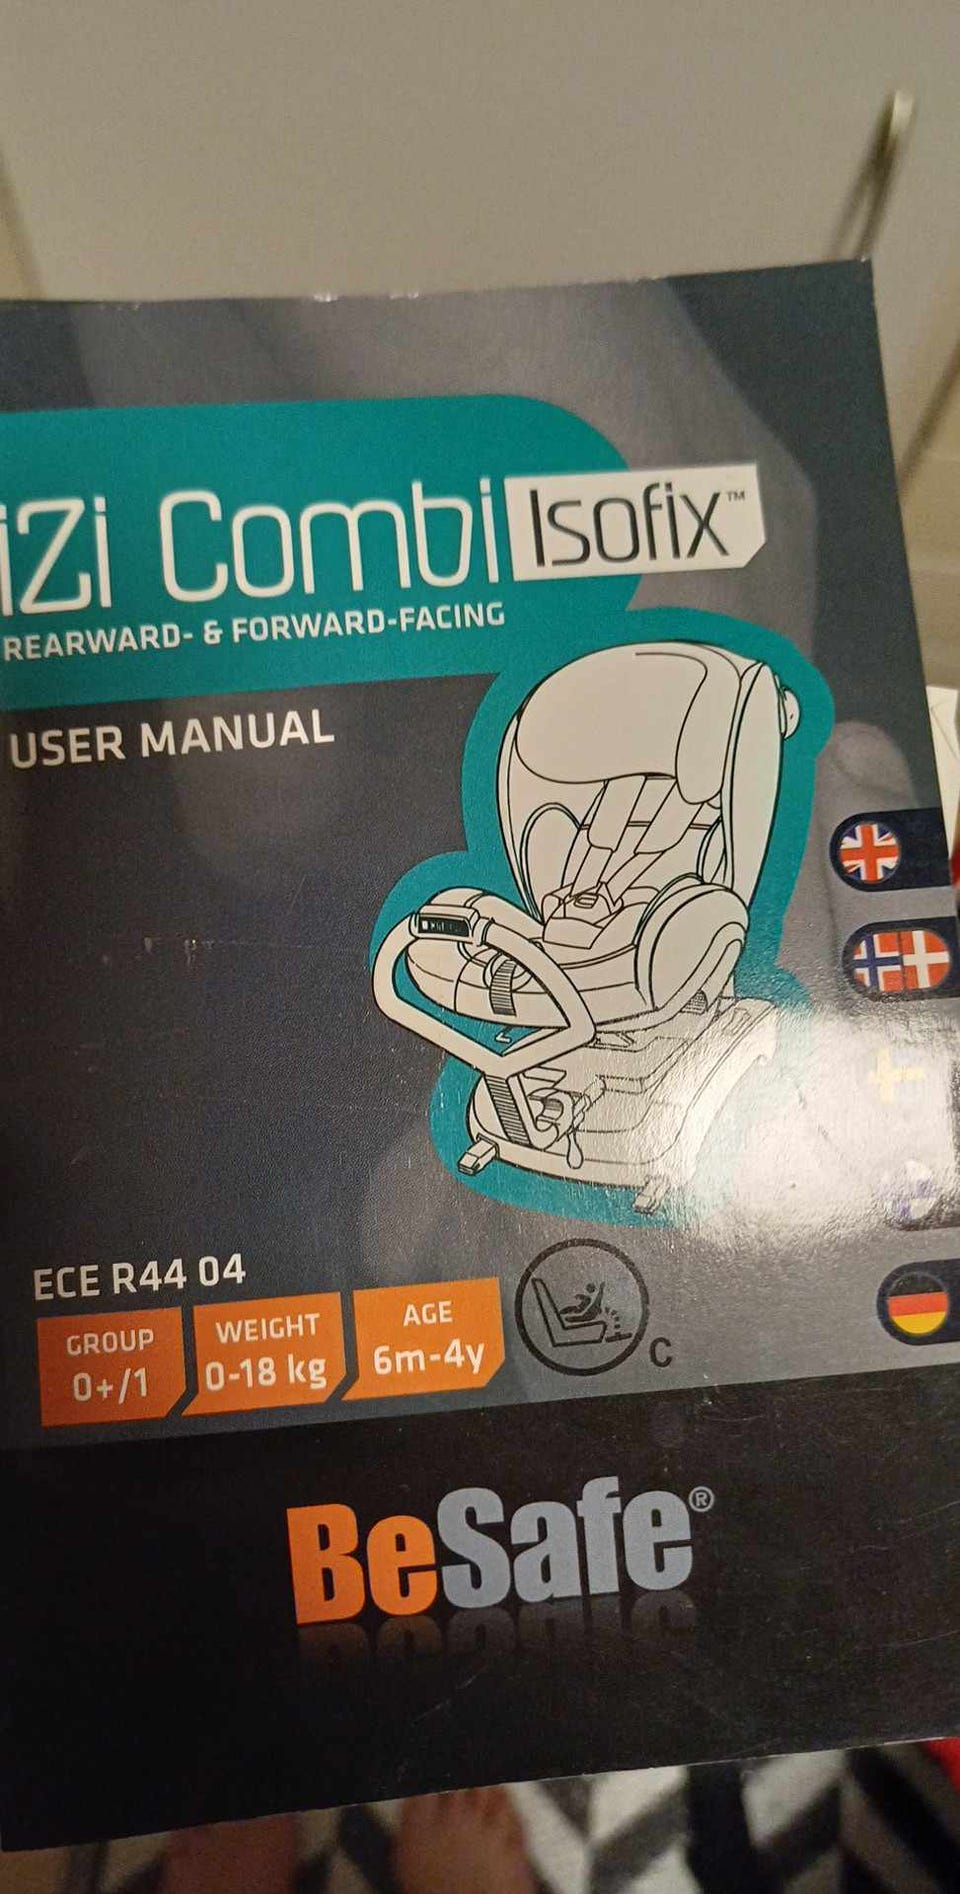 iZi Combi Isofix™
REARWARD- & FORWARD-FACING
USER MANUAL
ECE R44 04
GROUP
0+/1
WEIGHT
0-18 kg
AGE
6m-4y
C
BeSafe®